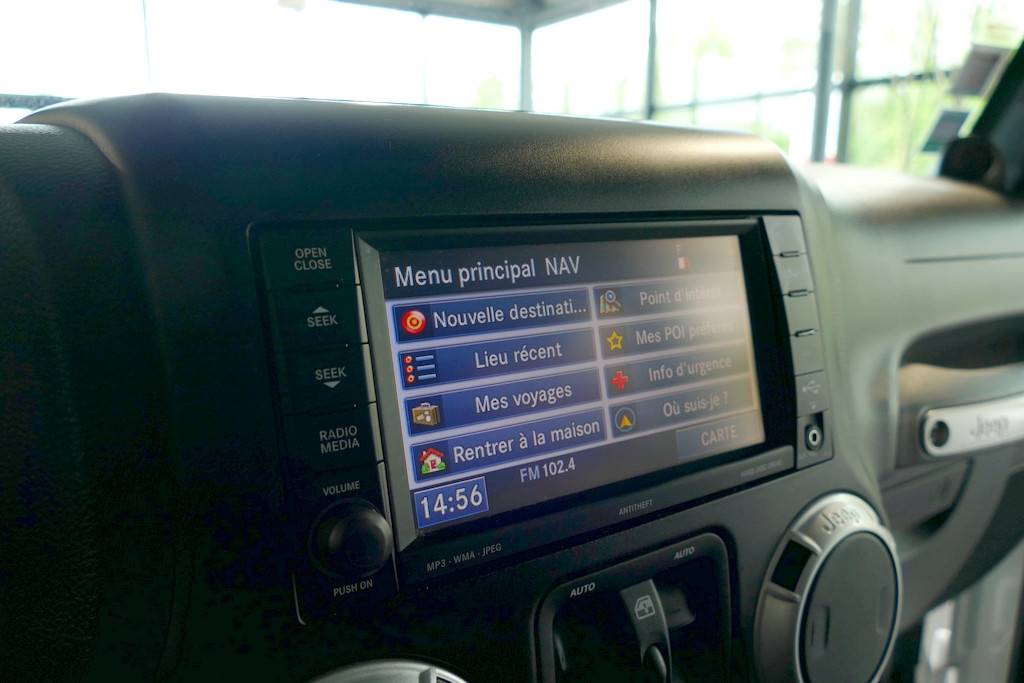 OPEN
CLOSE
SEEK
SEEK
RADIO
MEDIA
VOLUME
PUSH ON
Menu principal NAV
Nouvelle destinati...
Point d'intérêt
Lieu récent
Mes POI préférés
Mes voyages
Info d'urgence
Rentrer à la maison
Où suis-je ?
CARTE
14:56
FM 102.4
MP3 - WMA - JPEG
ANTITHEFT
AUTO
AUTO
Jeep
Jeep